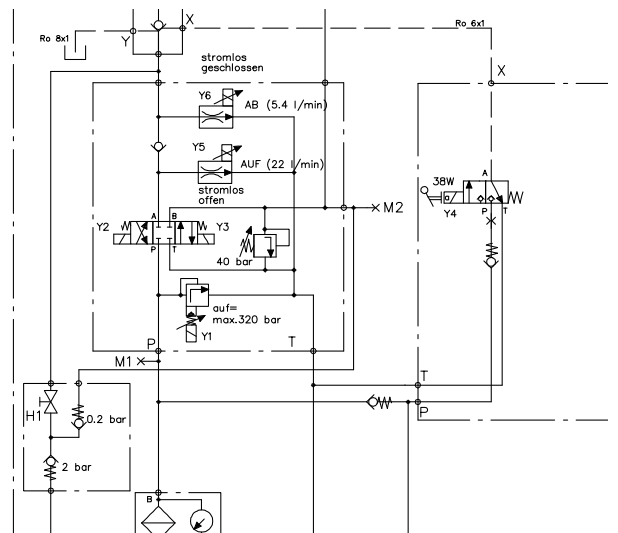 X
Ro 6x1
Ro 8x1
Y
stromlos
geschlossen
X
Y6
AB (5.4 l/min)
Y5
AUF (22 l/min)
stromlos
offen
A
38W
Y4
P
T
M2
A
B
Y2
Y3
P
T
40 bar
auf=
max.320 bar
Y1
P
T
M1
T
P
H1
0.2 bar
2 bar
B